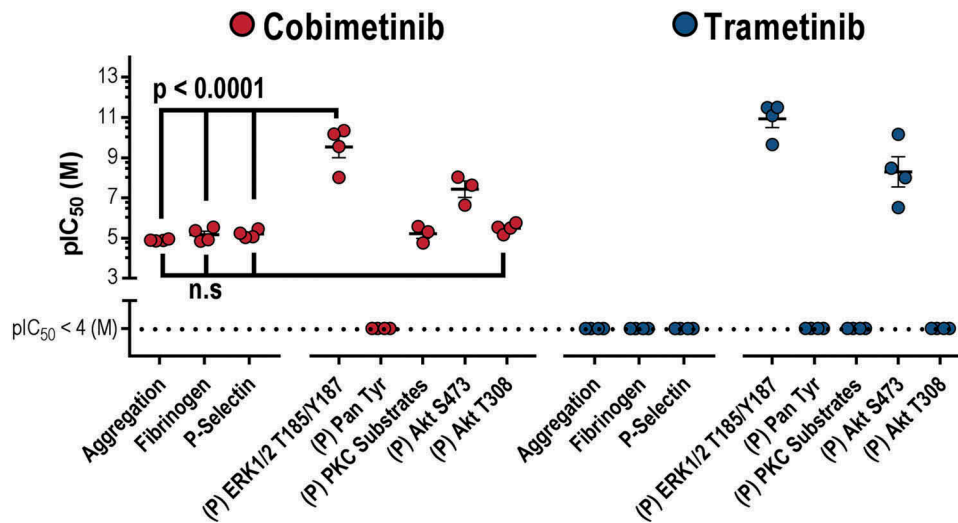 Cobimetinib
Trametinib
pIC50 (M)
13
11
9
7
5
3
p < 0.0001
n.s
pIC50 < 4 (M)
Aggregation
Fibrinogen
P-Selectin
(P) ERK1/2 T185/Y187
(P) Pan Tyr
(P) PKC Substrates
(P) Akt S473
(P) Akt T308
Aggregation
Fibrinogen
P-Selectin
(P) ERK1/2 T185/Y187
(P) Pan Tyr
(P) PKC Substrates
(P) Akt S473
(P) Akt T308